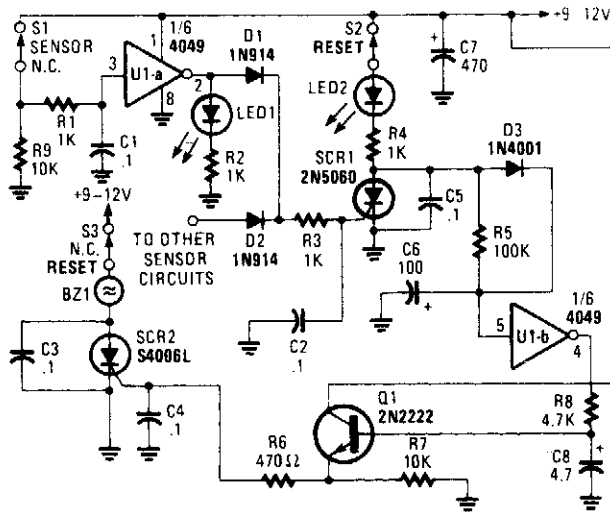 S1
SENSOR
N.C.
1/6
4049
1
3
U1-a
2
8
D1
1N914
S2
RESET
+9-12V
C7
470
LED1
LED2
R1
1K
R9
10K
C1
.1
R2
1K
R4
1K
SCR1
2N5060
D3
1N4001
C5
.1
R5
100K
+9-12V
S3
N.C.
RESET
BZ1
TO OTHER
SENSOR
CIRCUITS
D2
1N914
R3
1K
C6
100
1/6
4049
5
U1-b
4
C2
.1
C3
.1
SCR2
S4006L
C4
.1
Q1
2N2222
R8
4.7K
R6
470Ω
R7
10K
C8
4.7